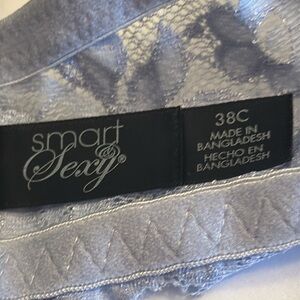 smart
& Sexy®
38C
MADE IN
BANGLADESH
HECHO EN
BANGLADESH